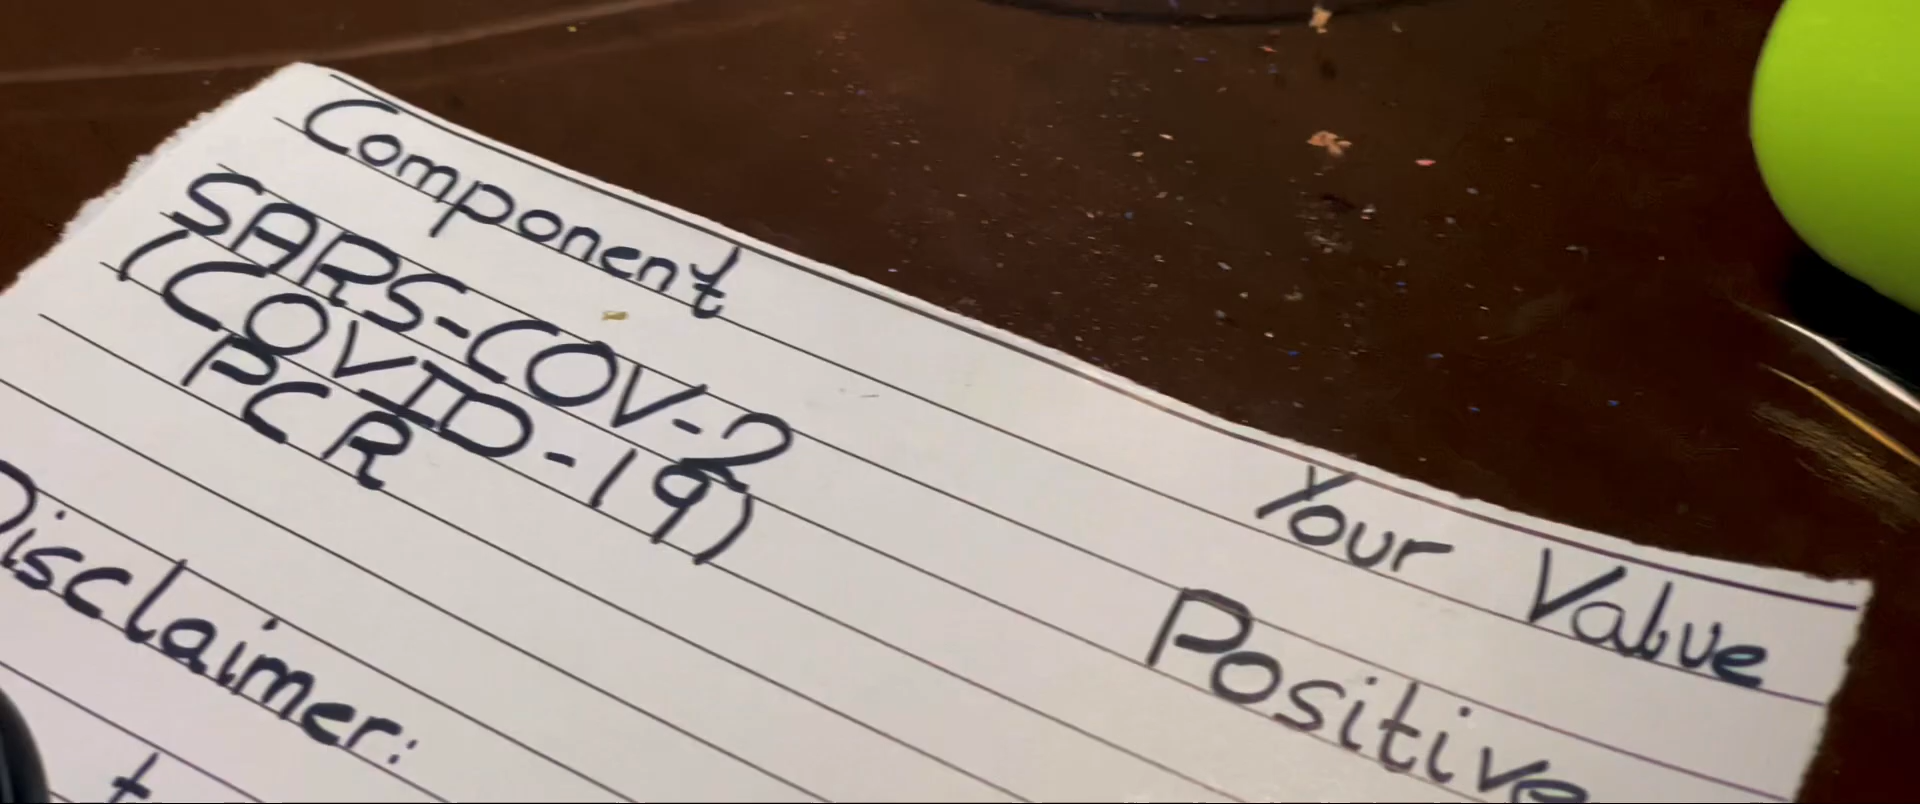 Component Your Value
SARS-COV-2 Positive
(COVID-19)
PCR
Disclaimer: